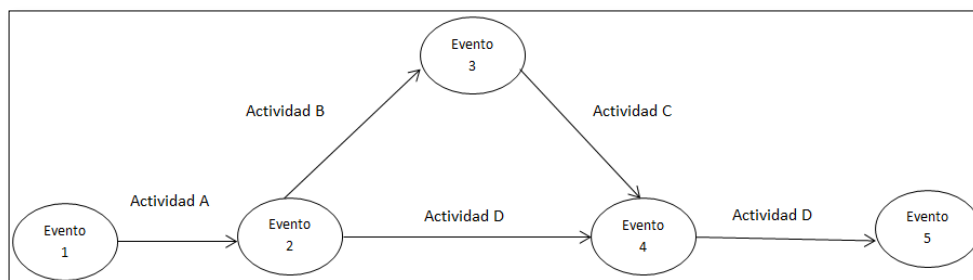 Evento
3
Actividad B
Actividad C
Actividad A
Actividad D
Actividad D
Evento
1
Evento
2
Evento
4
Evento
5